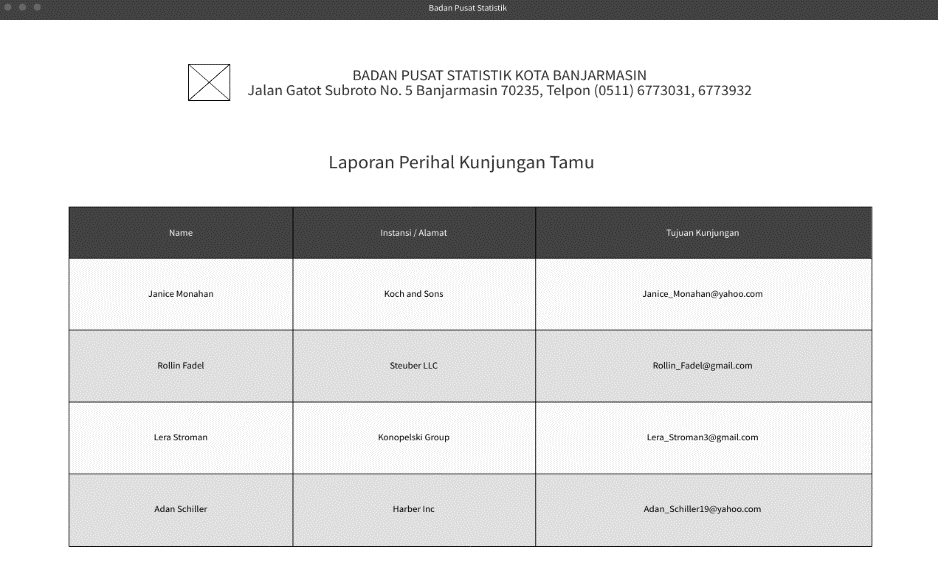 Badan Pusat Statistik
BADAN PUSAT STATISTIK KOTA BANJARMASIN
Jalan Gatot Subroto No. 5 Banjarmasin 70235, Telpon (0511) 6773031, 6773932
Laporan Perihal Kunjungan Tamu
Name Instansi / Alamat Tujuan Kunjungan
Janice Monahan Koch and Sons Janice_Monahan@yahoo.com
Rollin Fadel Steuber LLC Rollin_Fadel@gmail.com
Lera Stroman Konopelski Group Lera_Stroman3@gmail.com
Adan Schiller Harber Inc Adan_Schiller19@yahoo.com